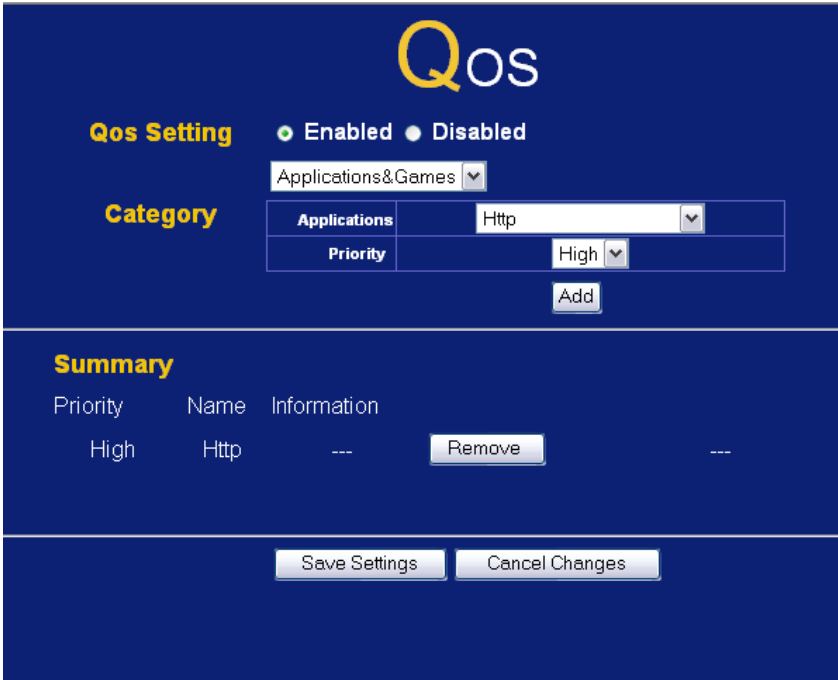 QOS
Qos Setting Enabled Disabled
Applications&Games
Category
Applications Http
Priority High
Add
Summary
Priority Name Information
High Http --- Remove ---
Save Settings Cancel Changes